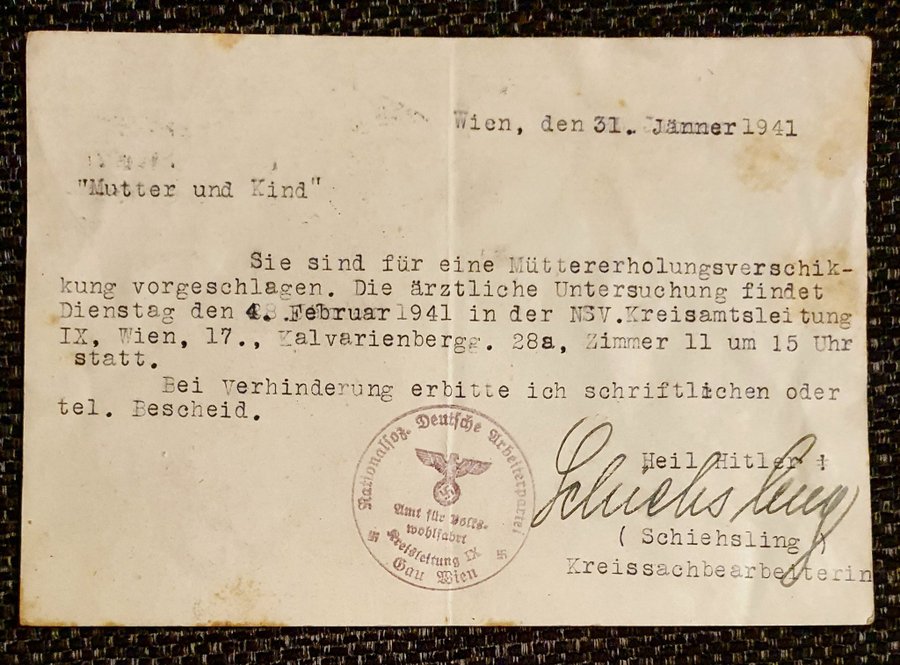 Wien, den 31. Jänner 1941
"Mutter und Kind"
Sie sind für eine Müttererholungsverschik-
kung vorgeschlagen. Die ärztliche Untersuchung findet
Dienstag den 4. Februar 1941 in der NSV.Kreisamtsleitung
IX, Wien, 17., Kalvarienbergg. 28a, Zimmer 11 um 15 Uhr
statt.
Bei Verhinderung erbitte ich schriftlichen oder
tel. Bescheid.
Nationalsoz. Deutsche Arbeiterpartei
Amt für Volks-
wohlfahrt
Kreisleitung IX
Gau Wien
Heil Hitler !
Schiehsling
( Schiehsling )
Kreissachbearbeiterin